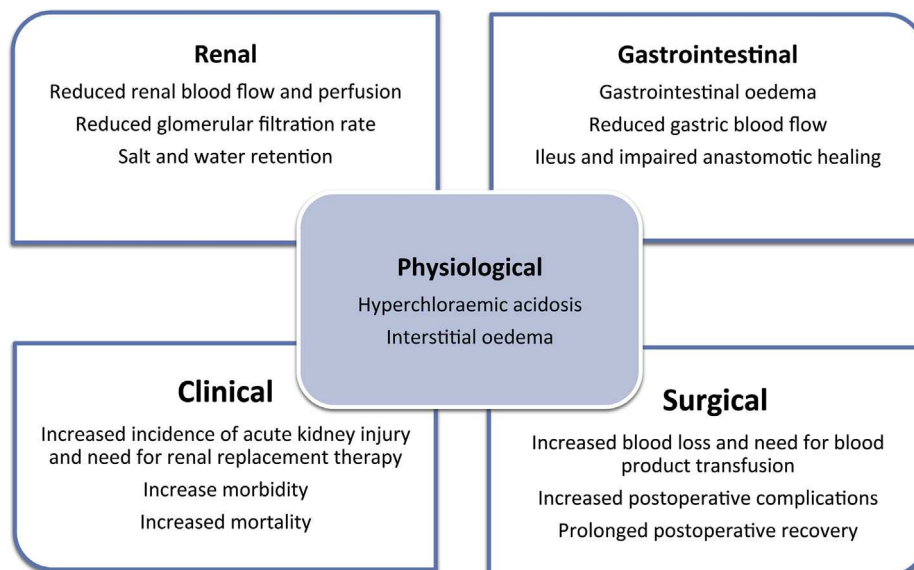 Renal
Reduced renal blood flow and perfusion
Reduced glomerular filtration rate
Salt and water retention
Gastrointestinal
Gastrointestinal oedema
Reduced gastric blood flow
Ileus and impaired anastomotic healing
Physiological
Hyperchloraemic acidosis
Interstitial oedema
Clinical
Increased incidence of acute kidney injury
and need for renal replacement therapy
Increase morbidity
Increased mortality
Surgical
Increased blood loss and need for blood
product transfusion
Increased postoperative complications
Prolonged postoperative recovery